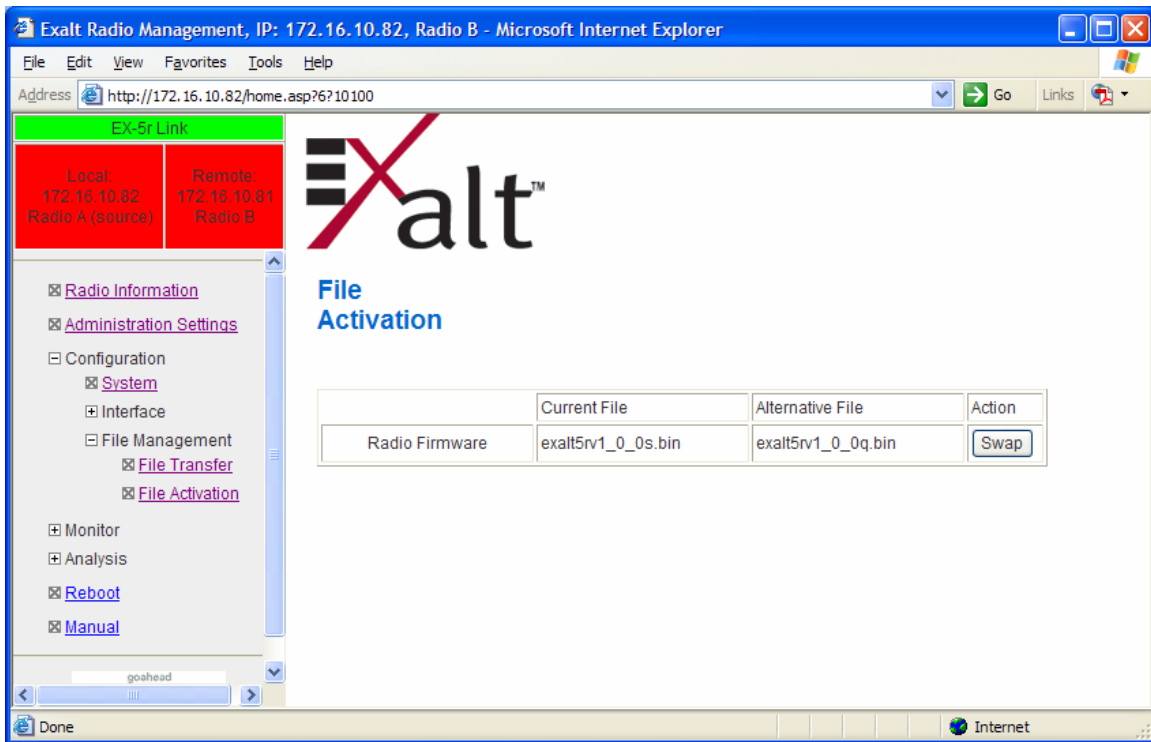 Exalt Radio Management, IP: 172.16.10.82, Radio B - Microsoft Internet Explorer
File Edit View Favorites Tools Help
Address http://172.16.10.82/home.asp?6?10100 Go Links
EX-5r Link
Local:
172.16.10.82
Radio A (source)
Remote:
172.16.10.81
Radio B
Exalt™
Radio Information
Administration Settings
Configuration
System
Interface
File Management
File Transfer
File Activation
Monitor
Analysis
Reboot
Manual
goahead
File
Activation
Current File Alternative File Action
Radio Firmware exalt5rv1_0_0s.bin exalt5rv1_0_0q.bin Swap
Done Internet